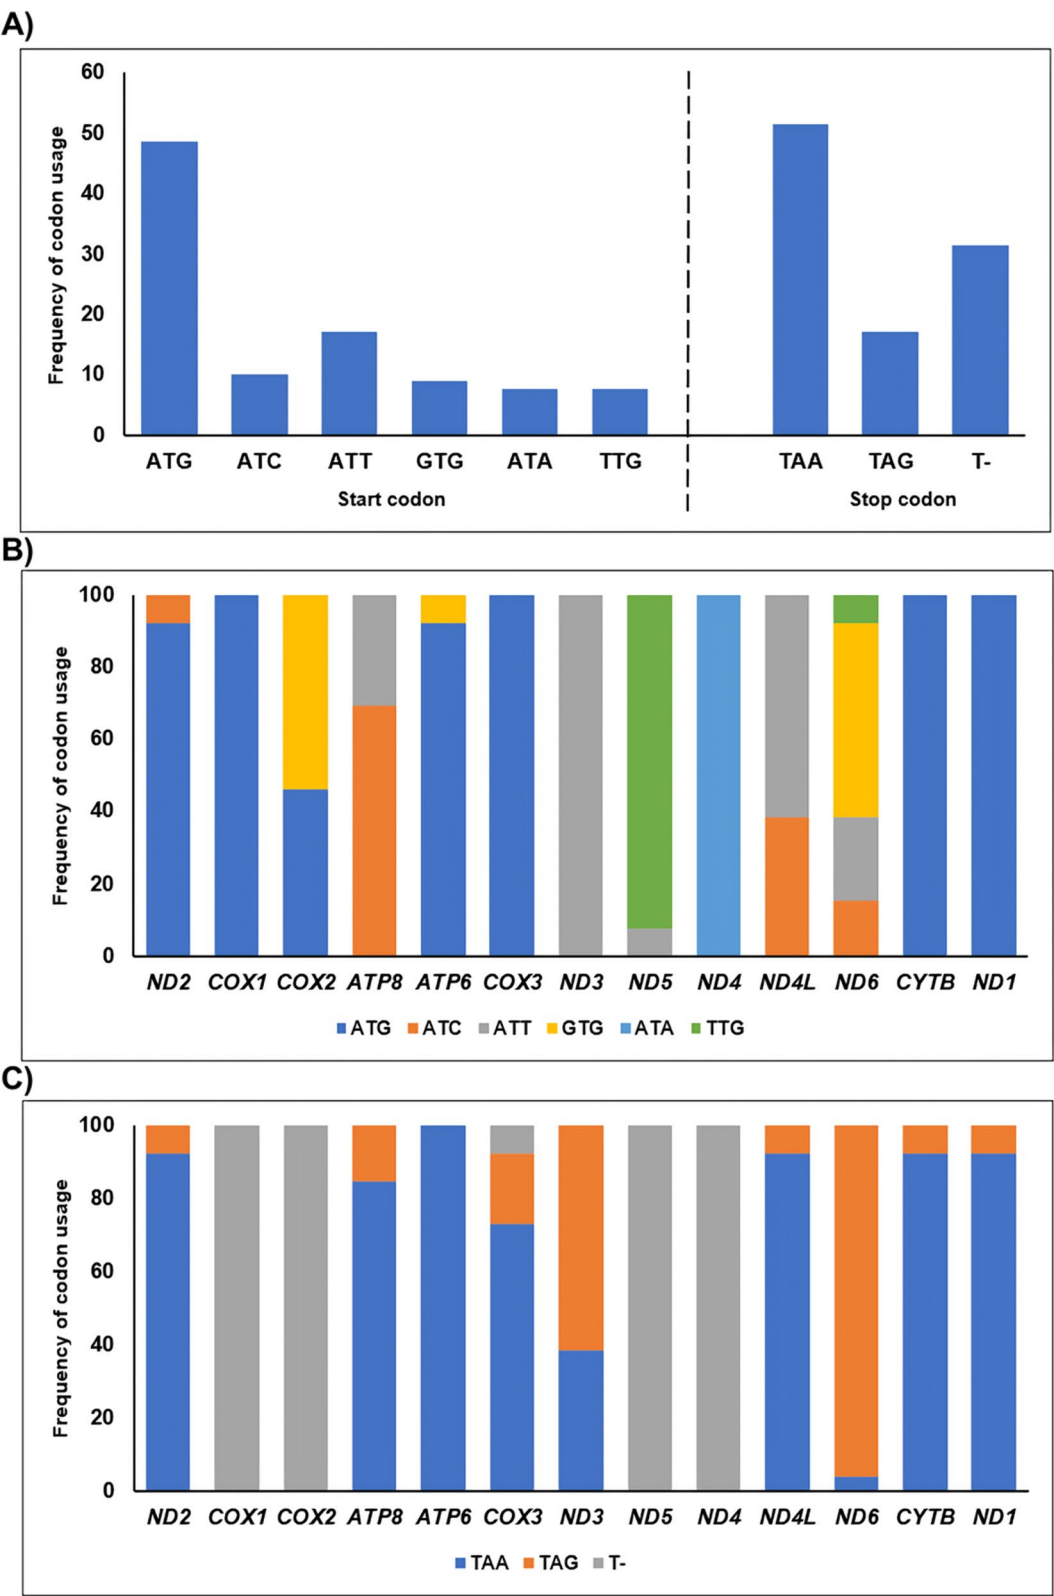 A)
Frequency of codon usage
60
50
40
30
20
10
0
ATG ATC ATT GTG ATA TTG TAA TAG T-
Start codon Stop codon
B)
Frequency of codon usage
100
80
60
40
20
0
ND2 COX1 COX2 ATP8 ATP6 COX3 ND3 ND5 ND4 ND4L ND6 CYTB ND1
ATG ATC ATT GTG ATA TTG
C)
Frequency of codon usage
100
80
60
40
20
0
ND2 COX1 COX2 ATP8 ATP6 COX3 ND3 ND5 ND4 ND4L ND6 CYTB ND1
TAA TAG T-